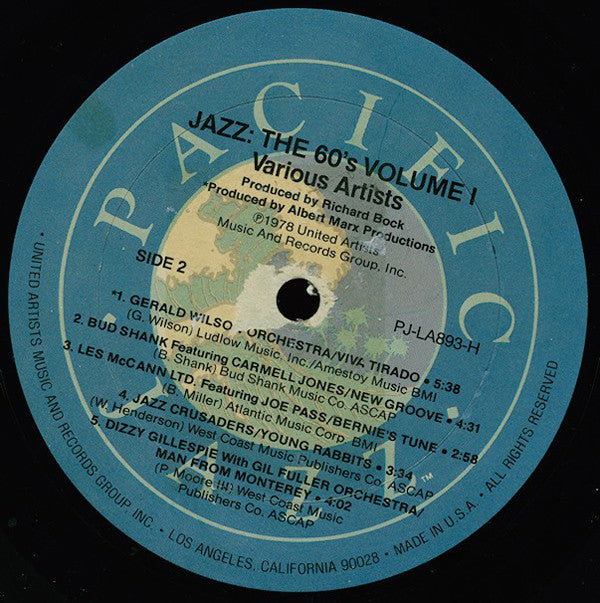 PACIFIC
JAZZ
JAZZ: THE 60's VOLUME I
Various Artists
Produced by Richard Bock
*Produced by Albert Marx Productions
℗1978 United Artists
Music And Records Group, Inc.
SIDE 2
PJ-LA893-H
*1. GERALD WILSO ORCHESTRA/VIVA TIRADO • 5:38
(G. Wilson) Ludlow Music, Inc./Amestoy Music BMI
2. BUD SHANK Featuring CARMELL JONES/NEW GROOVE • 4:31
(B. Shank) Bud Shank Music Co. ASCAP
3. LES McCANN LTD. Featuring JOE PASS/BERNIE'S TUNE • 2:58
(B. Miller) Atlantic Music Corp. BMI
4. JAZZ CRUSADERS/YOUNG RABBITS • 3:34
(W. Henderson) West Coast Music Publishers Co. ASCAP
5. DIZZY GILLESPIE With GIL FULLER ORCHESTRA/
MAN FROM MONTEREY • 4:02
(P. Moore III) West Coast Music
Publishers Co. ASCAP
TM
• UNITED ARTISTS MUSIC AND RECORDS GROUP, INC. • LOS ANGELES, CALIFORNIA 90028 • MADE IN U.S.A. • ALL RIGHTS RESERVED